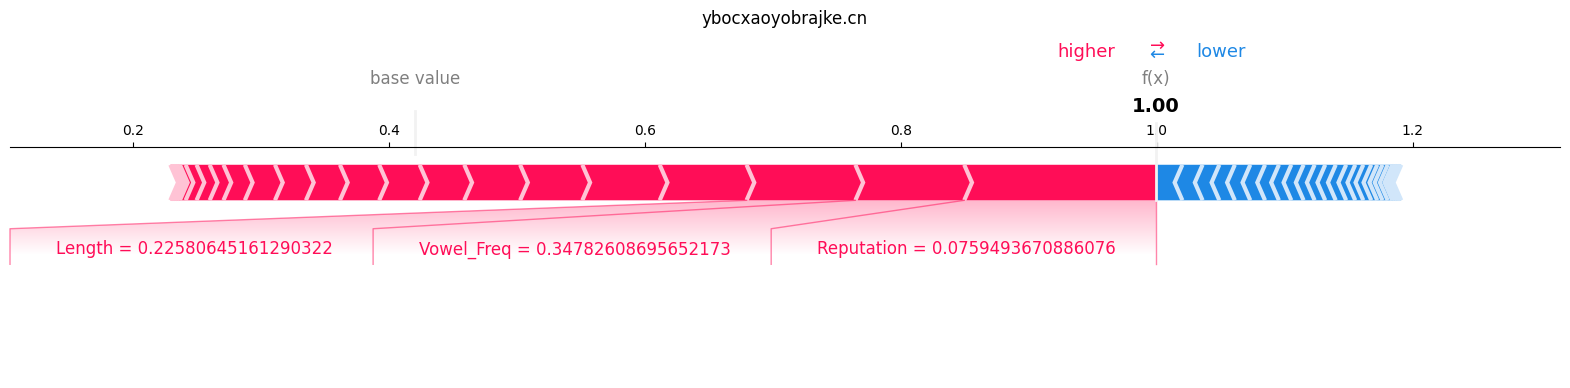 ybocxaoyobrajke.cn
higher → ← lower
base value f(x)
1.00
0.2 0.4 0.6 0.8 1.0 1.2
Length = 0.22580645161290322 Vowel_Freq = 0.34782608695652173 Reputation = 0.0759493670886076